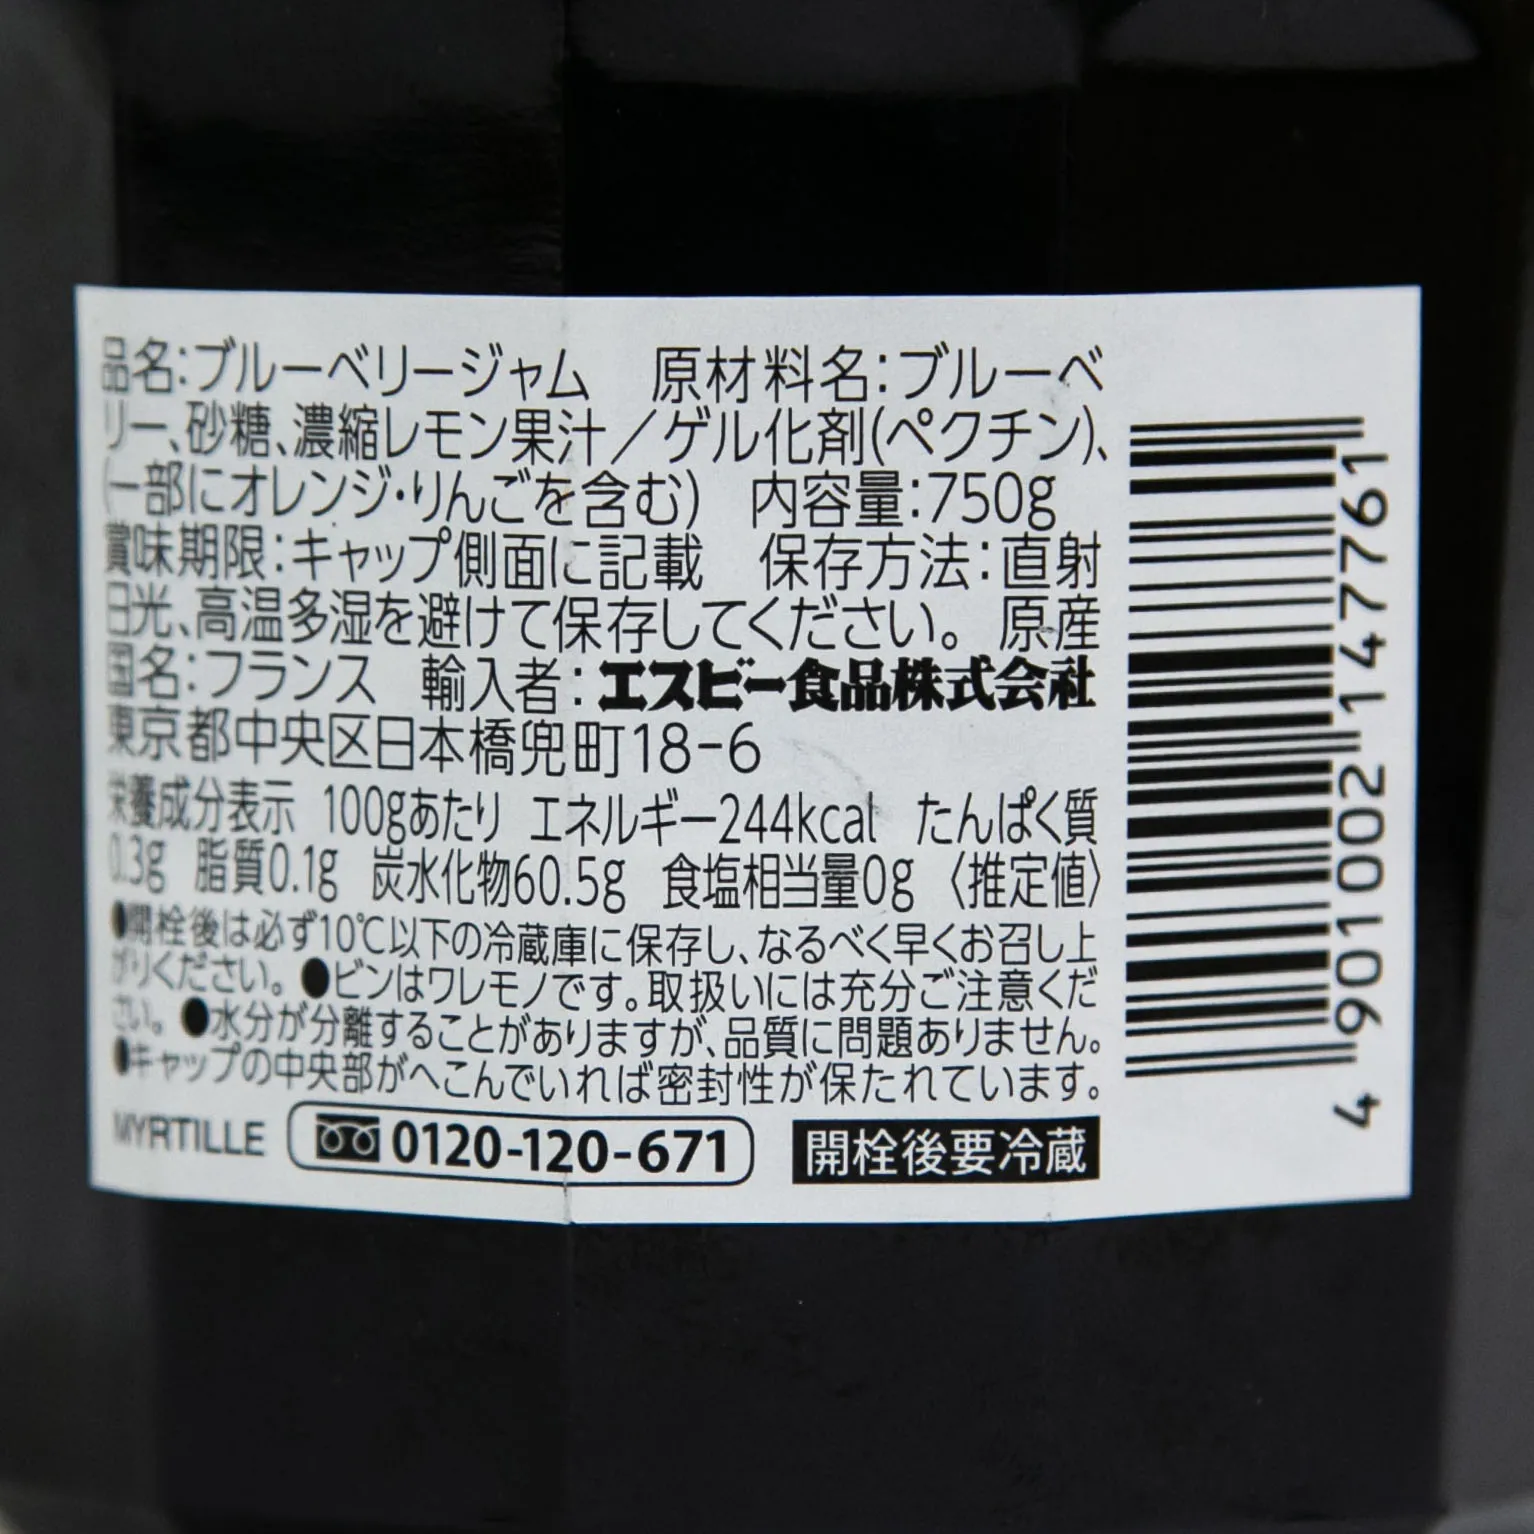 品名:ブルーベリージャム　原材料名:ブルーベ
リー、砂糖、濃縮レモン果汁／ゲル化剤(ペクチン)、
(一部にオレンジ・りんごを含む)　内容量:750g
賞味期限:キャップ側面に記載　保存方法:直射
日光、高温多湿を避けて保存してください。　原産
国名:フランス　輸入者:エスビー食品株式会社
東京都中央区日本橋兜町18-6
栄養成分表示　100gあたり　エネルギー244kcal　たんぱく質
0.3g　脂質0.1g　炭水化物60.5g　食塩相当量0g　〈推定値〉
●開栓後は必ず10℃以下の冷蔵庫に保存し、なるべく早くお召し上
がりください。●ビンはワレモノです。取扱いには充分ご注意くだ
さい。●水分が分離することがありますが、品質に問題ありません。
●キャップの中央部がへこんでいれば密封性が保たれています。
MYRTILLE　0120-120-671　開栓後要冷蔵
4 901002 147761